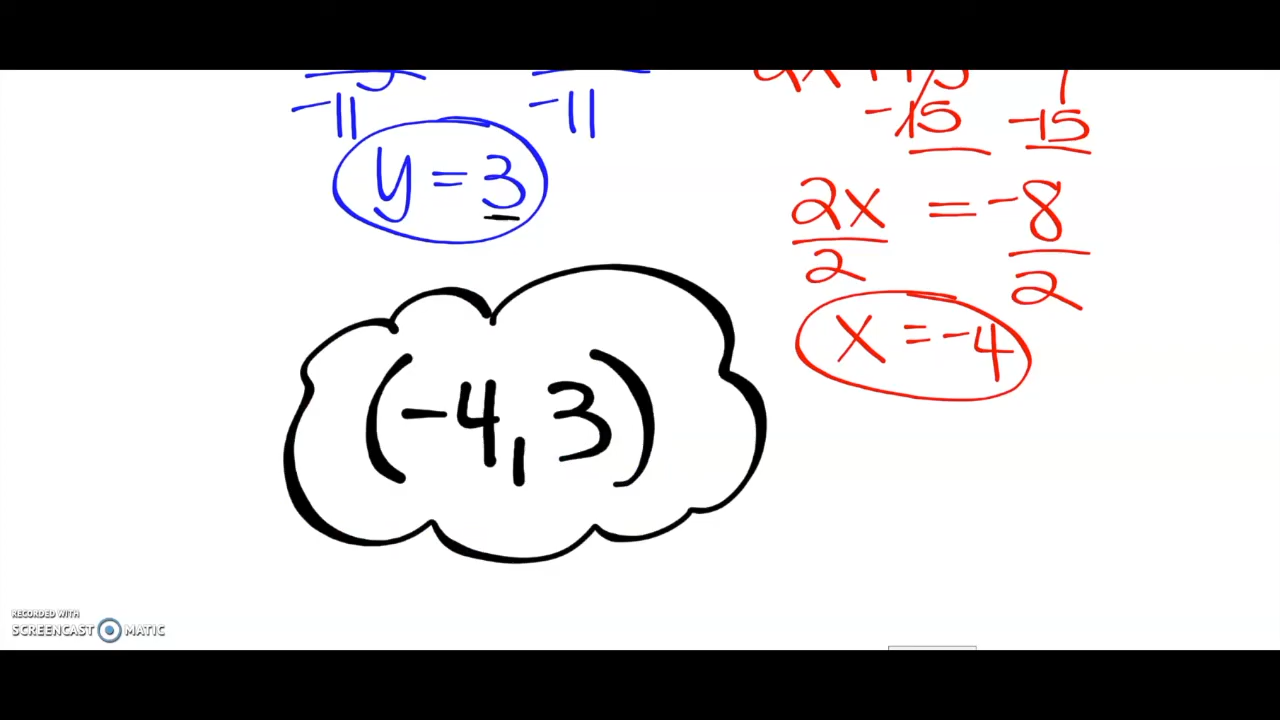 -11 -11
y = 3
-15 -15
2x = -8
2 2
x = -4
(-4, 3)
RECORDED WITH
SCREENCAST MATIC